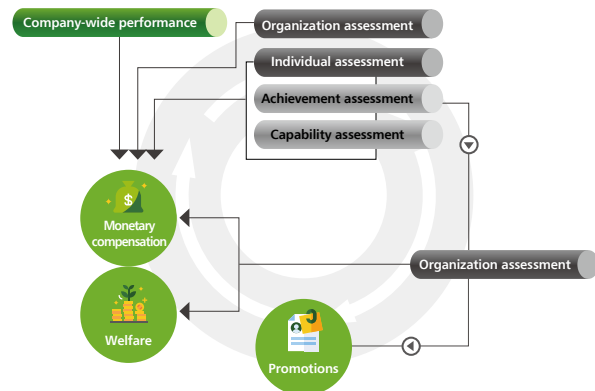 Company-wide performance
Organization assessment
Individual assessment
Achievement assessment
Capability assessment
$
Monetary
compensation
Organization assessment
Welfare
Promotions